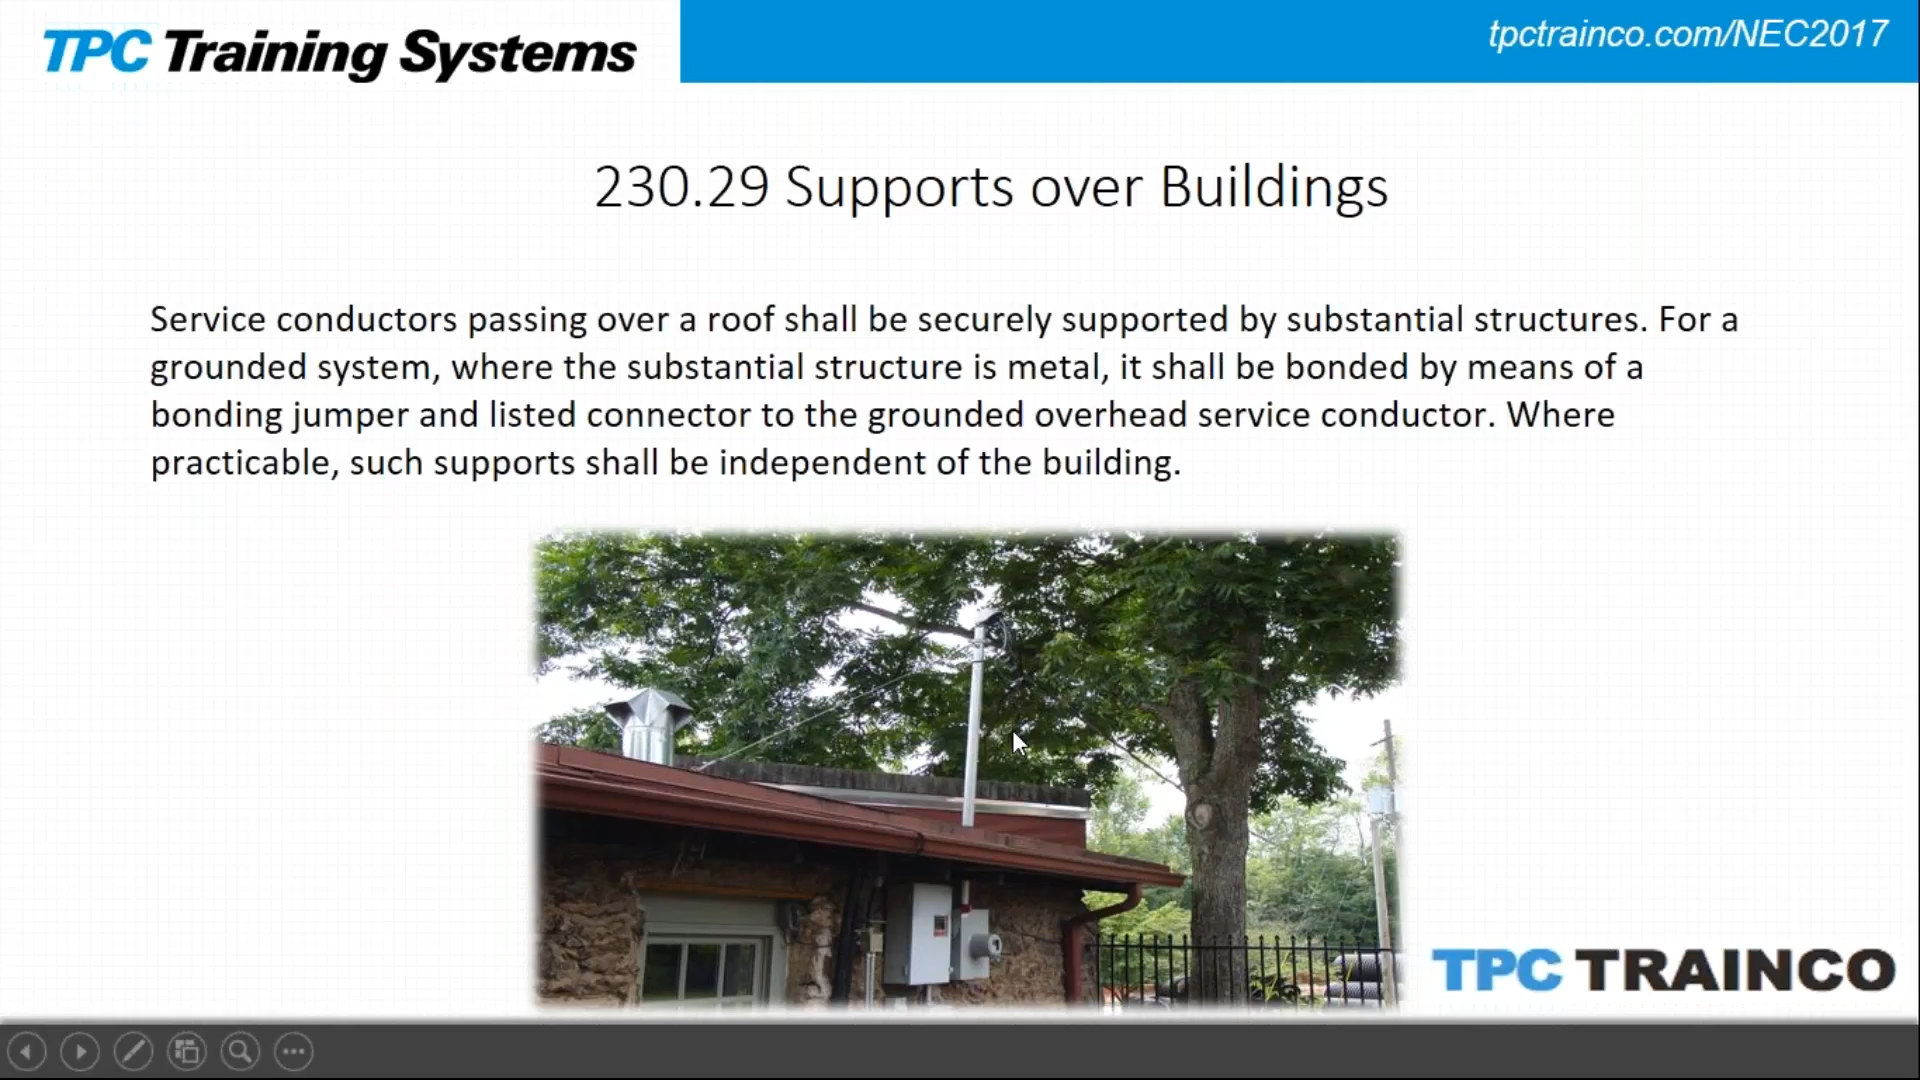 TPC Training Systems
tpctrainco.com/NEC2017
230.29 Supports over Buildings
Service conductors passing over a roof shall be securely supported by substantial structures. For a
grounded system, where the substantial structure is metal, it shall be bonded by means of a
bonding jumper and listed connector to the grounded overhead service conductor. Where
practicable, such supports shall be independent of the building.
TPC TRAINCO